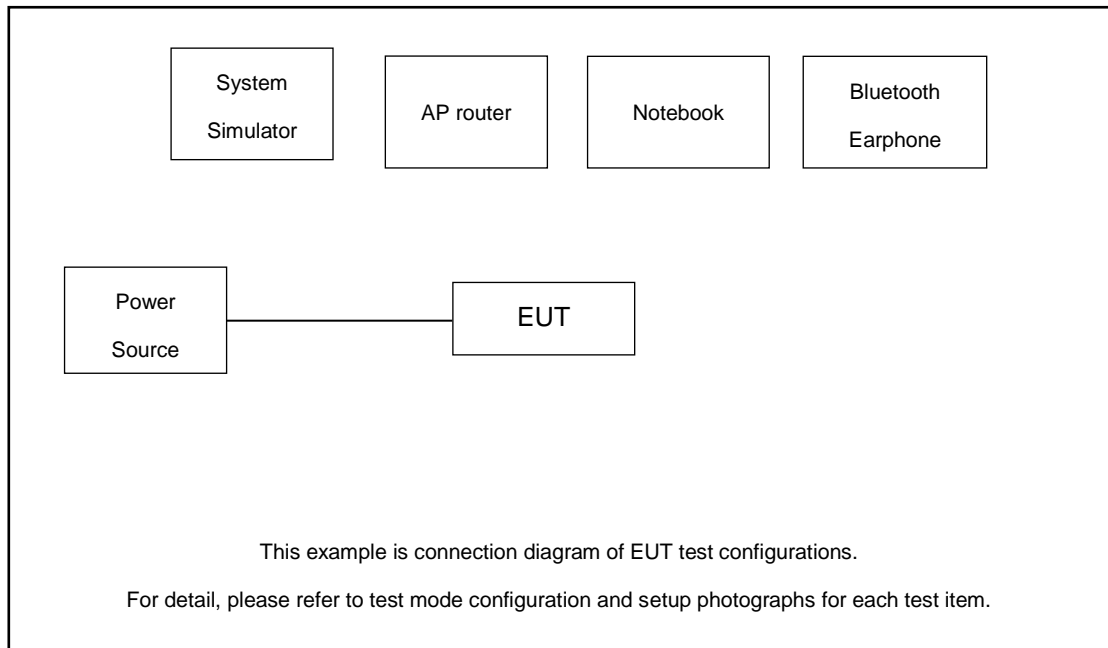 System
Simulator
AP router
Notebook
Bluetooth
Earphone
Power
Source
EUT
This example is connection diagram of EUT test configurations.
For detail, please refer to test mode configuration and setup photographs for each test item.